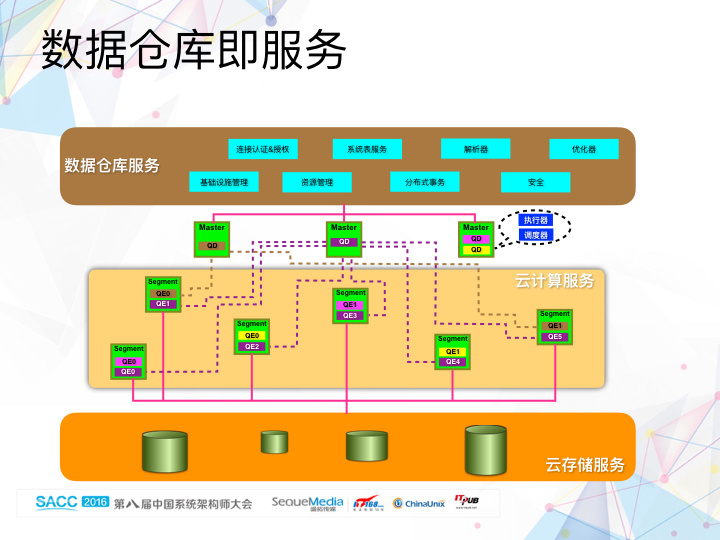 数据仓库即服务
数据仓库服务
连接认证&授权
系统表服务
解析器
优化器
基础设施管理
资源管理
分布式事务
安全
Master
QD
Master
QD
Master
QD
QD
执行器
调度器
云计算服务
Segment
QE0
QE1
Segment
QE1
QE3
Segment
QE1
QE5
Segment
QE0
QE2
Segment
QE1
QE4
Segment
QE0
QE0
云存储服务
SACC 2016 第八届中国系统架构师大会
SequeMedia
盛拓传媒
IT168.com
ChinaUnix
ITPUB